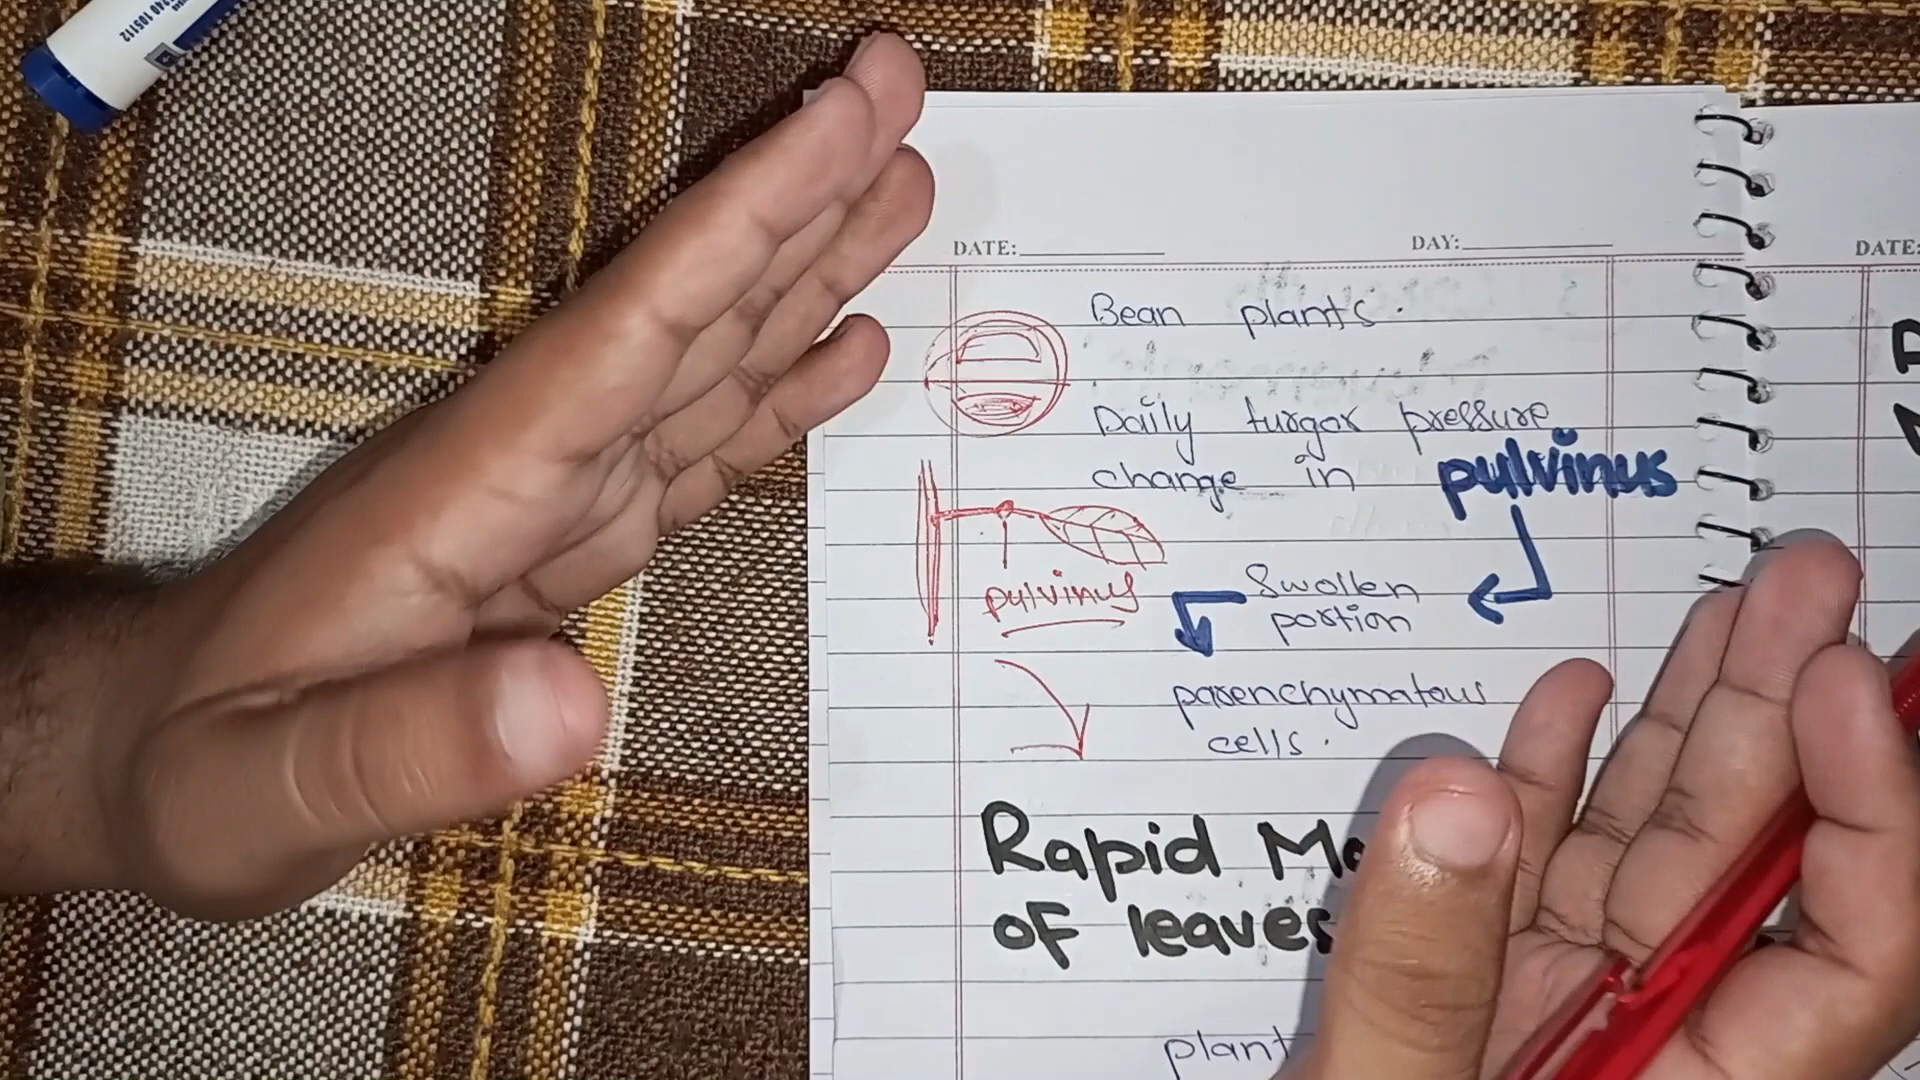 DATE: DAY:
DATE:
Bean plants.
Daily turgor pressure
change in pulvinus
pulvinus
Swollen
portion
parenchymatous
cells.
Rapid
of leaves
plant